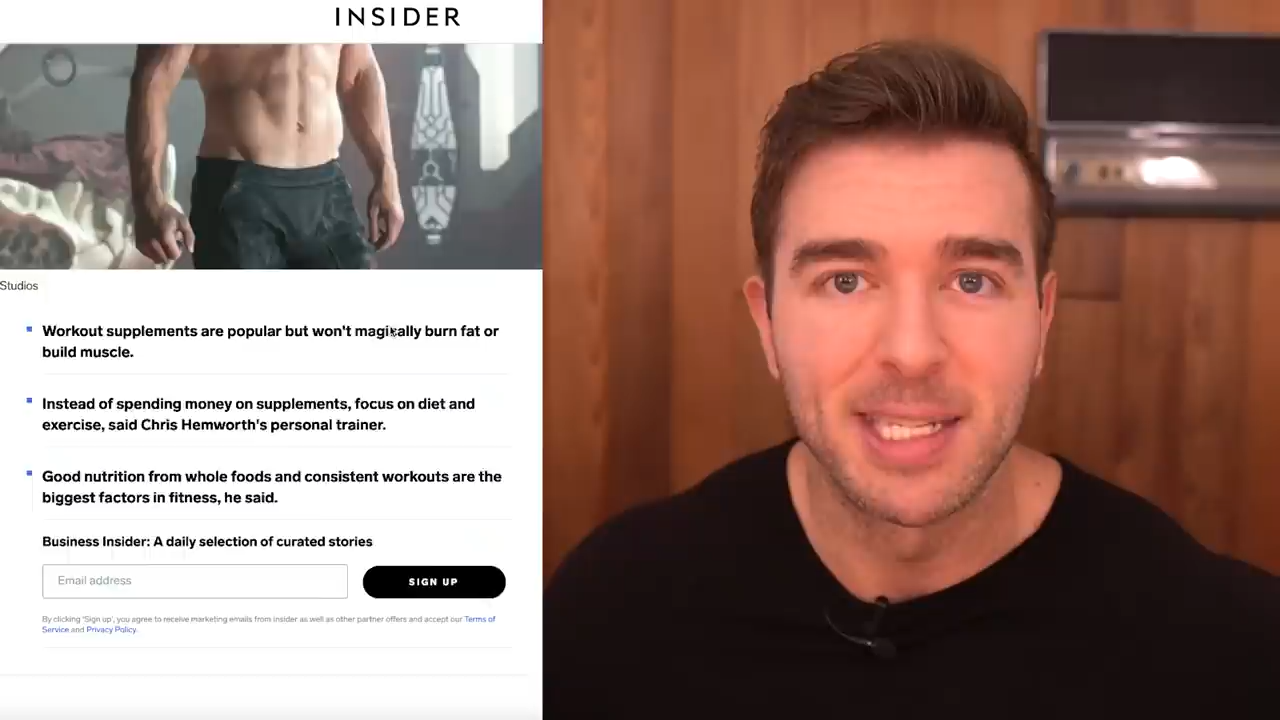 INSIDER
Studios
Workout supplements are popular but won't magically burn fat or
build muscle.
Instead of spending money on supplements, focus on diet and
exercise, said Chris Hemworth's personal trainer.
Good nutrition from whole foods and consistent workouts are the
biggest factors in fitness, he said.
Business Insider: A daily selection of curated stories
Email address
SIGN UP
By clicking 'Sign up', you agree to receive marketing emails from Insider as well as other partner offers and accept our Terms of
Service and Privacy Policy.